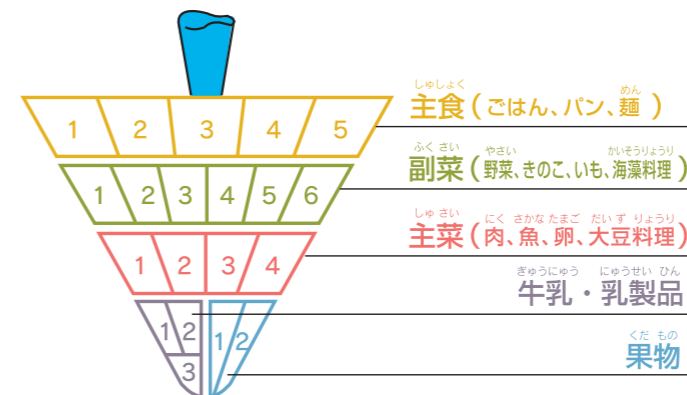 しゅしょく めん
1 2 3 4 5 主食(ごはん、パン、麺)
ふくさい やさい かいそうりょうり
1 2 3 4 5 6 副菜(野菜、きのこ、いも、海藻料理)
しゅさい にく さかな たまご だいず りょうり
1 2 3 4 主菜(肉、魚、卵、大豆料理)
ぎゅうにゅう にゅうせいひん
1 2 3 牛乳・乳製品
くだもの
1 2 果物